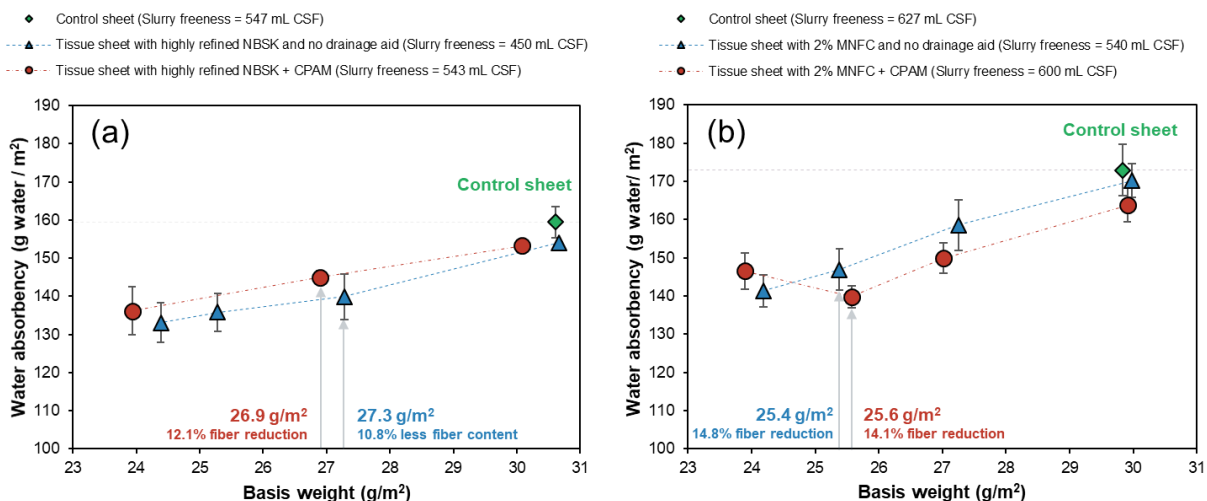 Control sheet (Slurry freeness = 547 mL CSF)
Tissue sheet with highly refined NBSK and no drainage aid (Slurry freeness = 450 mL CSF)
Tissue sheet with highly refined NBSK + CPAM (Slurry freeness = 543 mL CSF)
190
180
170
160
150
140
130
120
110
100
Water absorbency (g water / m²)
(a)
Control sheet
26.9 g/m²
12.1% fiber reduction
27.3 g/m²
10.8% less fiber content
23 24 25 26 27 28 29 30 31
Basis weight (g/m²)
Control sheet (Slurry freeness = 627 mL CSF)
Tissue sheet with 2% MNFC and no drainage aid (Slurry freeness = 540 mL CSF)
Tissue sheet with 2% MNFC + CPAM (Slurry freeness = 600 mL CSF)
190
180
170
160
150
140
130
120
110
100
Water absorbency (g water/ m²)
(b)
Control sheet
25.4 g/m²
14.8% fiber reduction
25.6 g/m²
14.1% fiber reduction
23 24 25 26 27 28 29 30 31
Basis weight (g/m²)